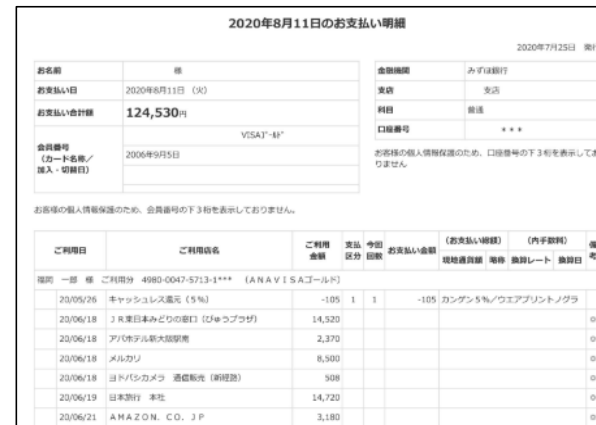 2020年8月11日のお支払い明細
2020年7月25日 発行
お名前 様
お支払い日 2020年8月11日 (火)
お支払い合計額 124,530円
会員番号
(カード名称/
加入・切替日)
VISAｺﾞｰﾙﾄﾞ
2006年9月5日
金融機関 みずほ銀行
支店 支店
科目 普通
口座番号 ***
お客様の個人情報保護のため、口座番号の下3桁を表示してお
りません
お客様の個人情報保護のため、会員番号の下3桁を表示しておりません。
ご利用日 ご利用店名 ご利用金額 支払区分 今回回数 お支払い金額 (お支払い総額) (内手数料) 備考
現地通貨額 略称 換算レート 換算日
福岡 一郎 様 ご利用分 4980-0047-5713-1*** (ANAVISAゴールド)
20/05/26 キャッシュレス還元(5%) -105 1 1 -105 カンゲン5%/ウエアプリントノグラ
20/06/18 JR東日本みどりの窓口(びゅうプラザ) 14,520
20/06/18 アパホテル新大阪駅南 2,370
20/06/18 メルカリ 8,500
20/06/18 ヨドバシカメラ 通信販売(新経路) 508
20/06/19 日本旅行 本社 14,720
20/06/21 AMAZON.CO.JP 3,180